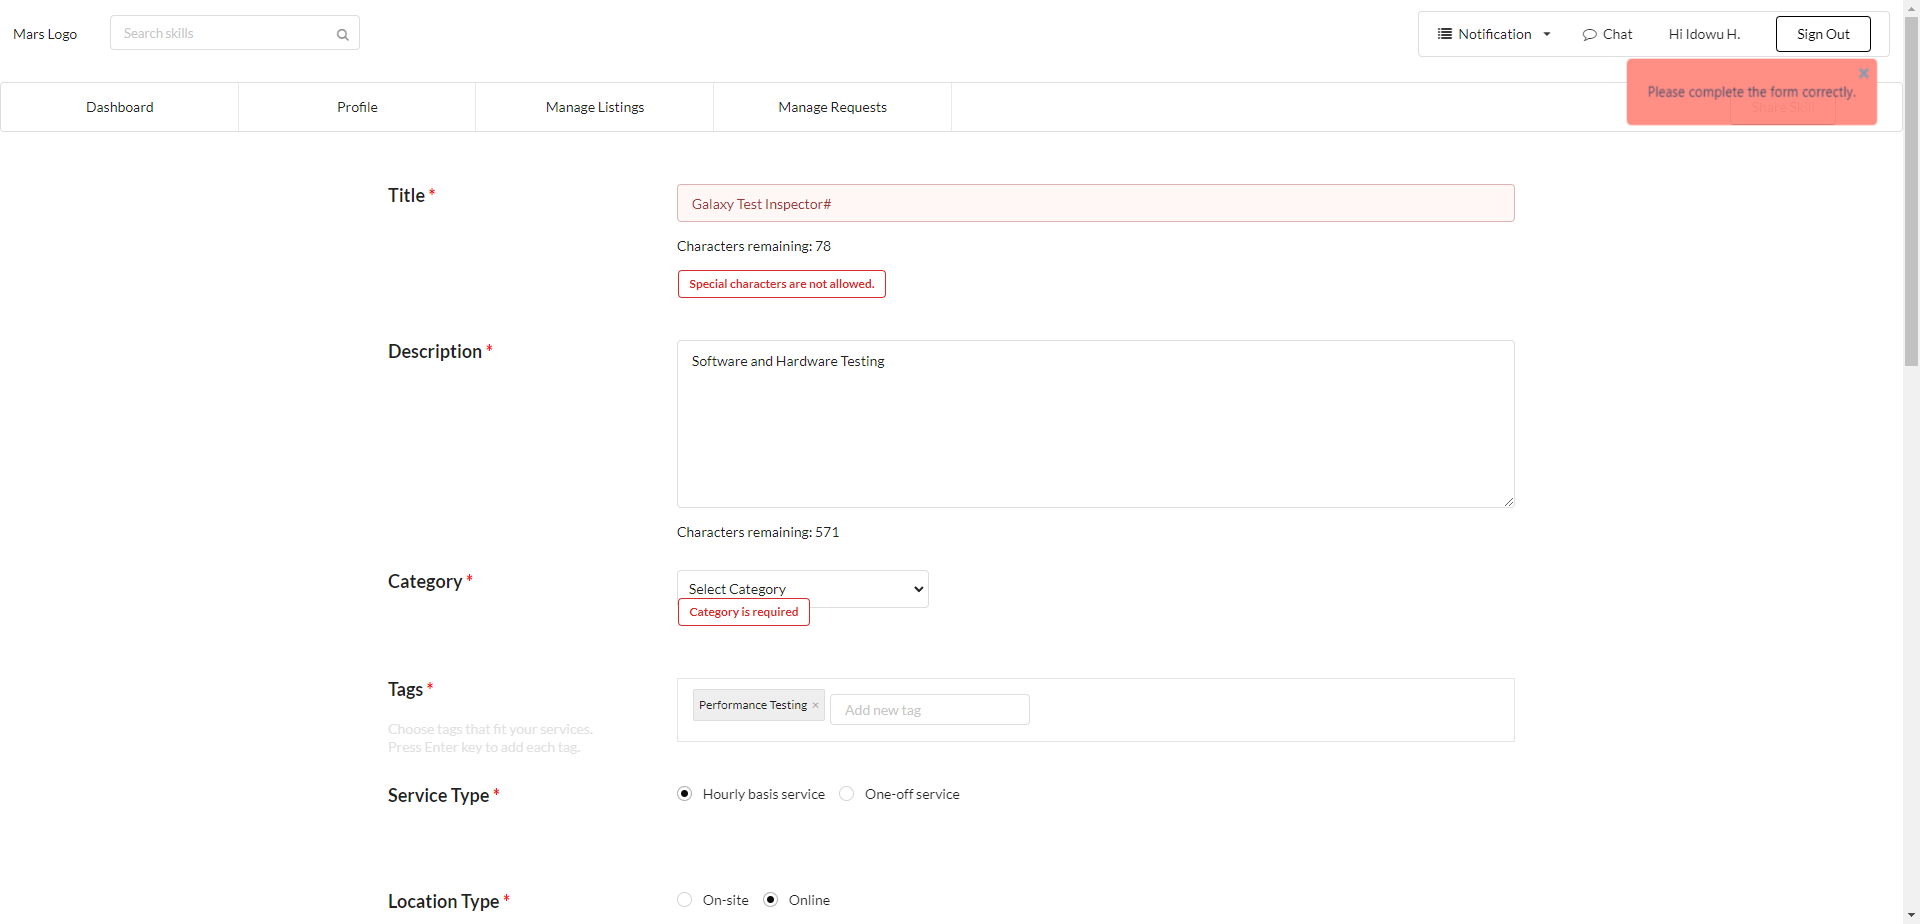 Mars Logo
Search skills
Notification
Chat
Hi Idowu H.
Sign Out
Please complete the form correctly.
Share Skill
Dashboard
Profile
Manage Listings
Manage Requests
Title *
Galaxy Test Inspector#
Characters remaining: 78
Special characters are not allowed.
Description *
Software and Hardware Testing
Characters remaining: 571
Category *
Select Category
Category is required
Tags *
Choose tags that fit your services.
Press Enter key to add each tag.
Performance Testing ×
Add new tag
Service Type *
Hourly basis service
One-off service
Location Type *
On-site
Online